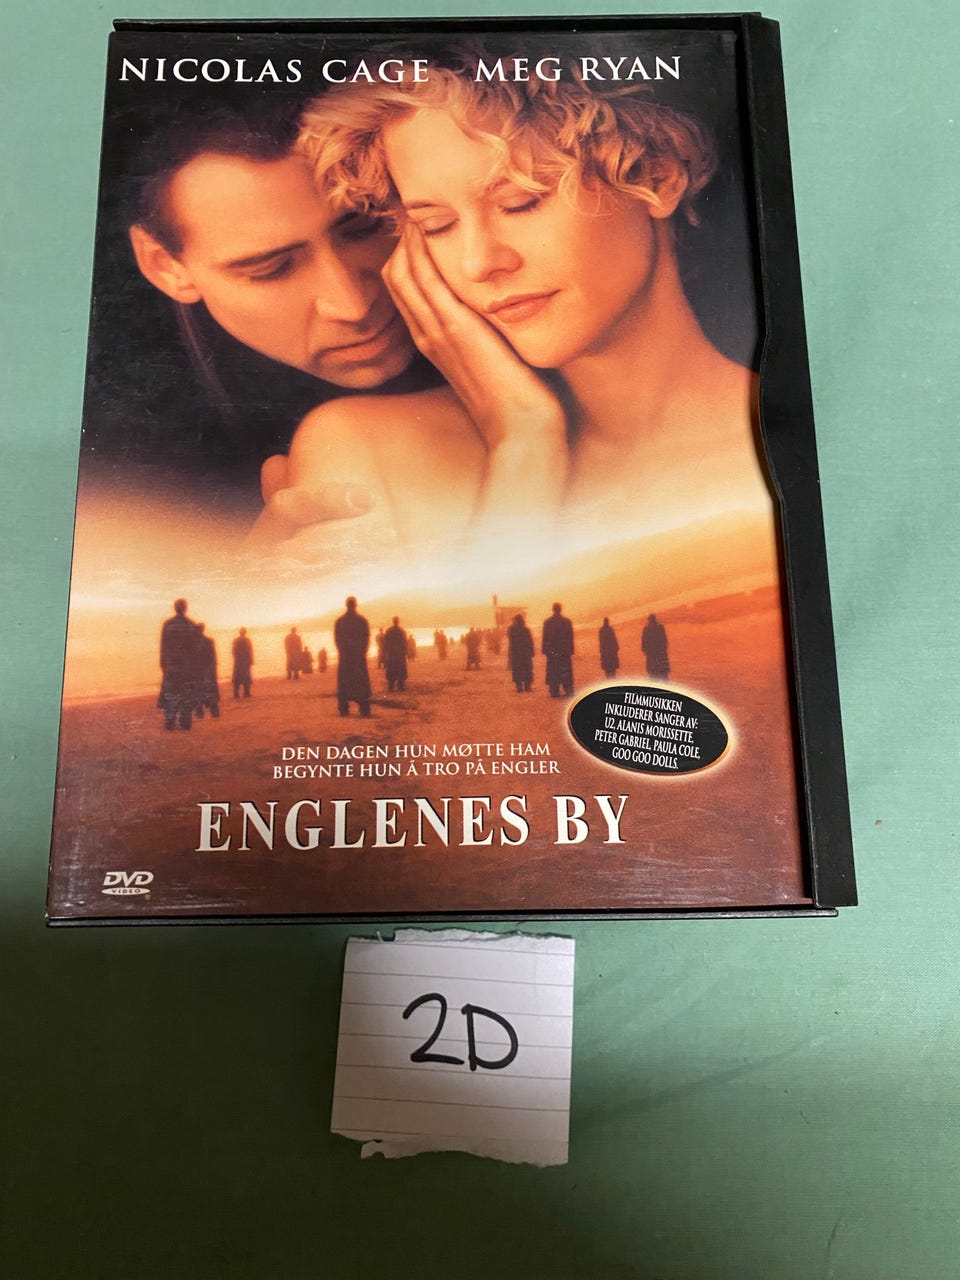 NICOLAS CAGE MEG RYAN
FILMMUSIKKEN
INKLUDERER SANGER AV:
U2, ALANIS MORISSETTE,
PETER GABRIEL, PAULA COLE,
GOO GOO DOLLS.
DEN DAGEN HUN MØTTE HAM
BEGYNTE HUN Å TRO PÅ ENGLER
ENGLENES BY
DVD
VIDEO
2D